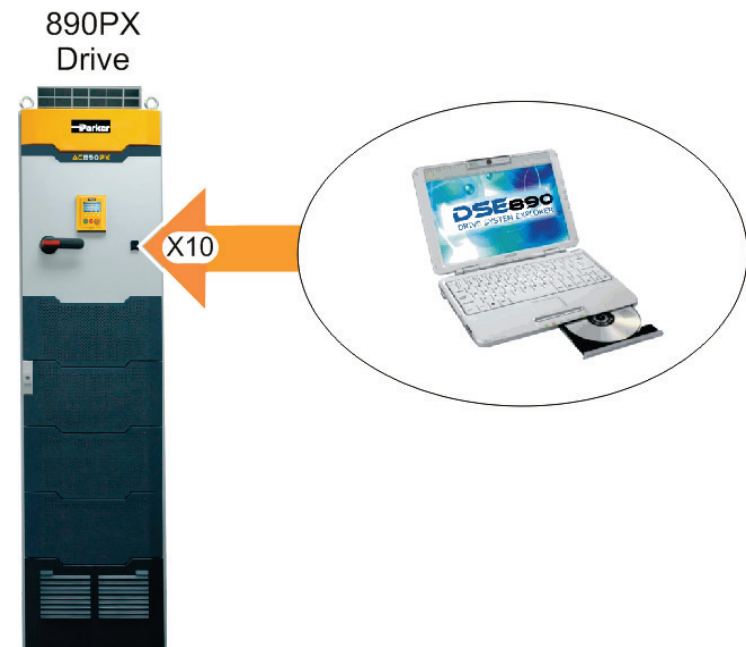 890PX
Drive
Parker
AC890PX
X10
DSE890
DRIVE SYSTEM EXPLORER